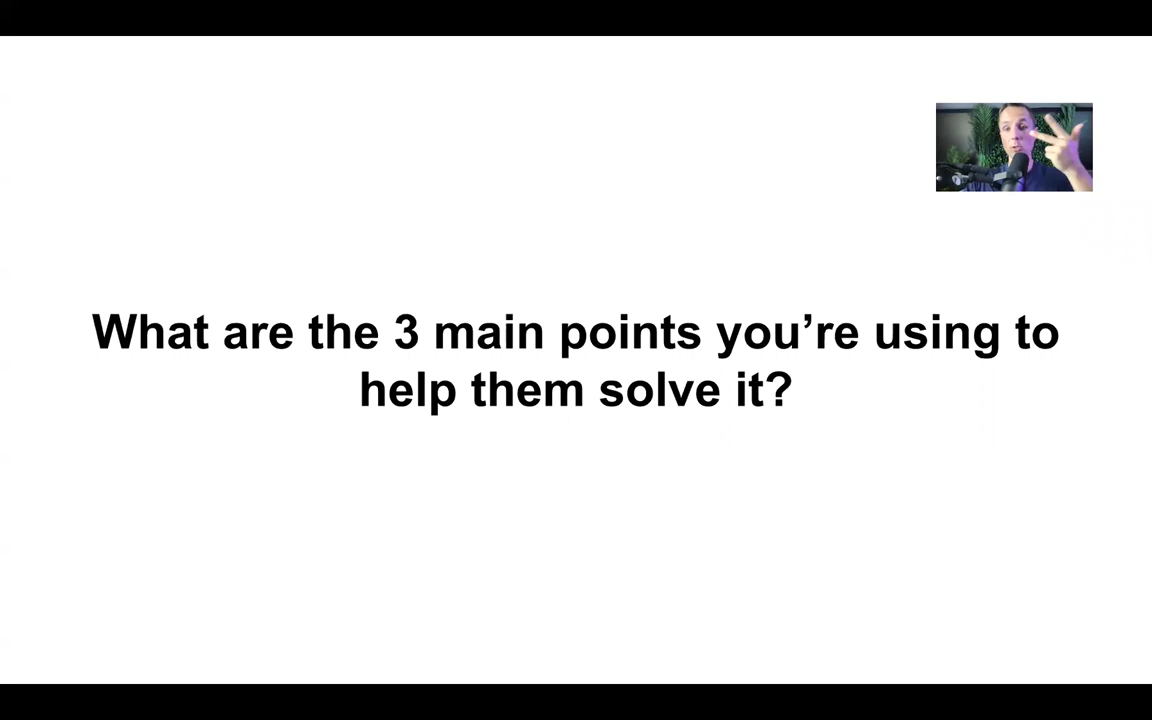 What are the 3 main points you’re using to
help them solve it?